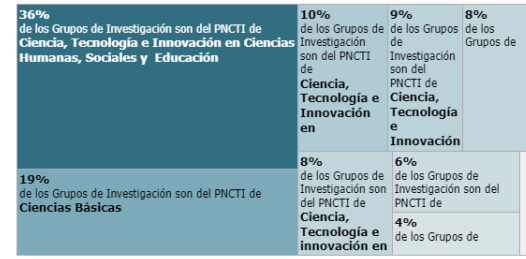 36%
de los Grupos de Investigación son del PNCTI de
Ciencia, Tecnología e Innovación en Ciencias
Humanas, Sociales y Educación
19%
de los Grupos de Investigación son del PNCTI de
Ciencias Básicas
10%
de los Grupos de
Investigación
son del PNCTI
de
Ciencia,
Tecnología e
Innovación
en
9%
de los Grupos
de
Investigación
son del
PNCTI de
Ciencia,
Tecnología
e
Innovación
8%
de los
Grupos de
8%
de los Grupos de
Investigación son
del PNCTI de
Ciencia,
Tecnología e
innovación en
6%
de los Grupos de
Investigación son del
PNCTI de
4%
de los Grupos de